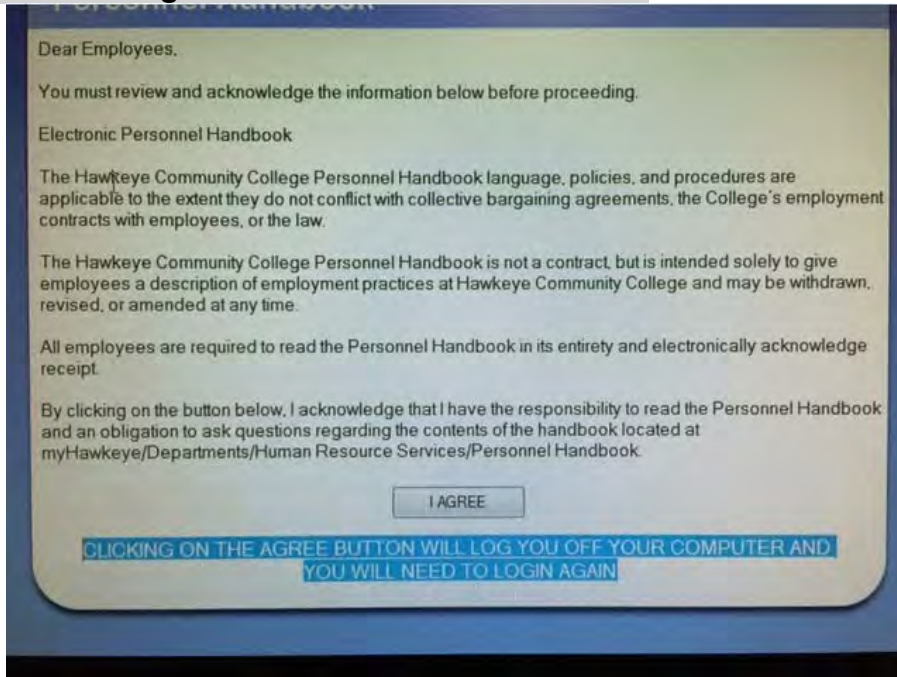 Personnel Handbook
Dear Employees,
You must review and acknowledge the information below before proceeding.
Electronic Personnel Handbook
The Hawkeye Community College Personnel Handbook language, policies, and procedures are
applicable to the extent they do not conflict with collective bargaining agreements, the College's employment
contracts with employees, or the law.
The Hawkeye Community College Personnel Handbook is not a contract, but is intended solely to give
employees a description of employment practices at Hawkeye Community College and may be withdrawn,
revised, or amended at any time.
All employees are required to read the Personnel Handbook in its entirety and electronically acknowledge
receipt.
By clicking on the button below, I acknowledge that I have the responsibility to read the Personnel Handbook
and an obligation to ask questions regarding the contents of the handbook located at
myHawkeye/Departments/Human Resource Services/Personnel Handbook.
I AGREE
CLICKING ON THE AGREE BUTTON WILL LOG YOU OFF YOUR COMPUTER AND
YOU WILL NEED TO LOGIN AGAIN